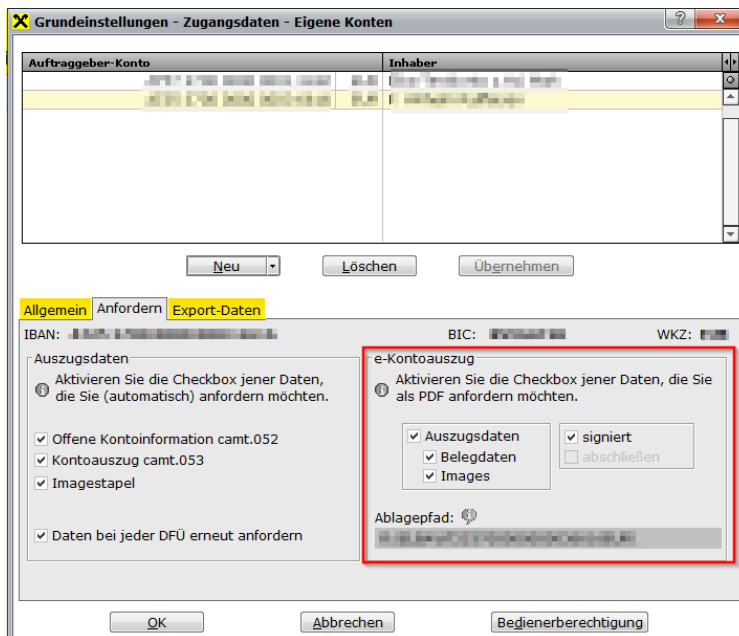 Grundeinstellungen - Zugangsdaten - Eigene Konten
Auftraggeber-Konto Inhaber
Neu Löschen Übernehmen
Allgemein Anfordern Export-Daten
IBAN: BIC: WKZ:
Auszugsdaten
Aktivieren Sie die Checkbox jener Daten,
die Sie (automatisch) anfordern möchten.
Offene Kontoinformation camt.052
Kontoauszug camt.053
Imagestapel
Daten bei jeder DFÜ erneut anfordern
e-Kontoauszug
Aktivieren Sie die Checkbox jener Daten, die Sie
als PDF anfordern möchten.
Auszugsdaten signiert
Belegdaten abschließen
Images
Ablagepfad:
OK Abbrechen Bedienerberechtigung